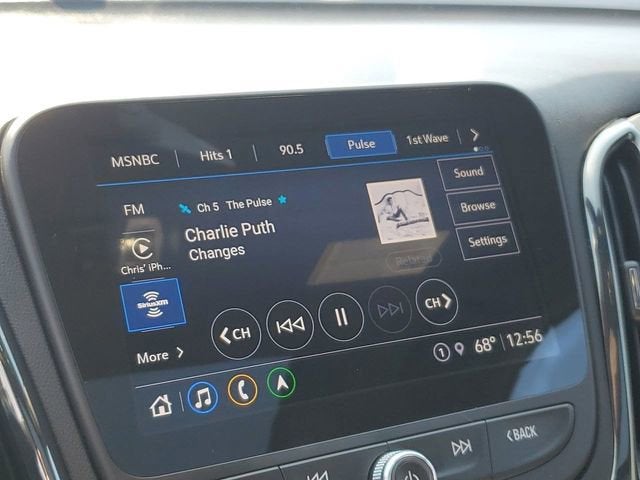 MSNBC Hits 1 90.5 Pulse 1st Wave
FM Ch 5 The Pulse Sound
Charlie Puth
Changes
Browse
Settings
Chris' iPh...
SiriusXM
More
CH CH
1 68° 12:56
BACK